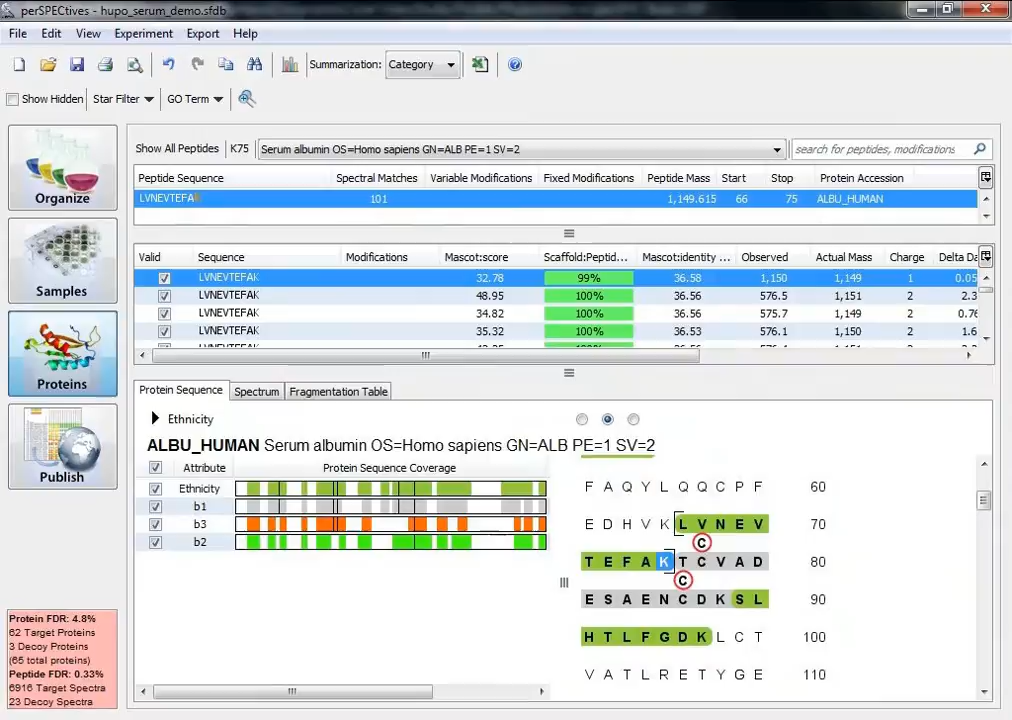 perSPECtives - hupo_serum_demo.sfdb
File Edit View Experiment Export Help
Summarization: Category
Show Hidden Star Filter GO Term
Organize
Samples
Proteins
Publish
Show All Peptides K75 Serum albumin OS=Homo sapiens GN=ALB PE=1 SV=2 search for peptides, modifications
Peptide Sequence Spectral Matches Variable Modifications Fixed Modifications Peptide Mass Start Stop Protein Accession
LVNEVTEFAK 101 1,149.615 66 75 ALBU_HUMAN
Valid Sequence Modifications Mascot:score Scaffold:Peptid... Mascot:identity ... Observed Actual Mass Charge Delta Da
LVNEVTEFAK 32.78 99% 36.58 1,150 1,149 1 0.05
LVNEVTEFAK 48.95 100% 36.56 576.5 1,151 2 2.3
LVNEVTEFAK 34.82 100% 36.56 575.7 1,149 2 0.76
LVNEVTEFAK 35.32 100% 36.53 576.1 1,150 2 1.6
Protein Sequence Spectrum Fragmentation Table
Ethnicity
ALBU_HUMAN Serum albumin OS=Homo sapiens GN=ALB PE=1 SV=2
Attribute Protein Sequence Coverage
Ethnicity
b1
b3
b2
F A Q Y L Q Q C P F 60
E D H V K L V N E V 70
C
T E F A K T C V A D 80
C
E S A E N C D K S L 90
H T L F G D K L C T 100
V A T L R E T Y G E 110
Protein FDR: 4.8%
62 Target Proteins
3 Decoy Proteins
(65 total proteins)
Peptide FDR: 0.33%
6916 Target Spectra
23 Decoy Spectra